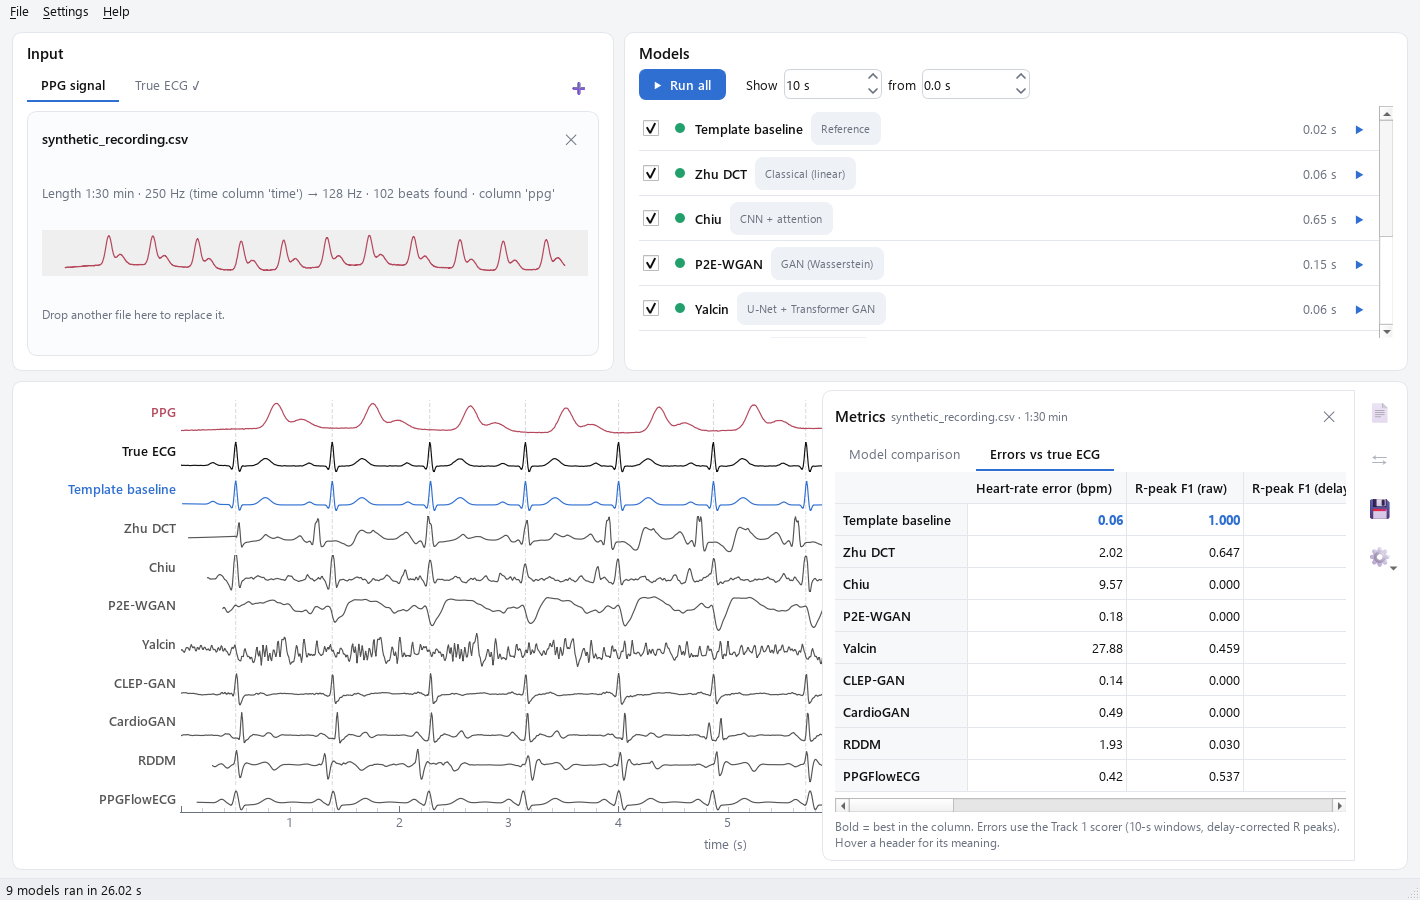 File Settings Help
Input
PPG signal True ECG ✓
synthetic_recording.csv
Length 1:30 min · 250 Hz (time column 'time') → 128 Hz · 102 beats found · column 'ppg'
Drop another file here to replace it.
Models
Run all Show 10 s from 0.0 s
Template baseline Reference 0.02 s
Zhu DCT Classical (linear) 0.06 s
Chiu CNN + attention 0.65 s
P2E-WGAN GAN (Wasserstein) 0.15 s
Yalcin U-Net + Transformer GAN 0.06 s
PPG
True ECG
Template baseline
Zhu DCT
Chiu
P2E-WGAN
Yalcin
CLEP-GAN
CardioGAN
RDDM
PPGFlowECG
1 2 3 4 5
time (s)
Metrics synthetic_recording.csv · 1:30 min
Model comparison Errors vs true ECG
Heart-rate error (bpm) R-peak F1 (raw) R-peak F1 (delay
Template baseline 0.06 1.000
Zhu DCT 2.02 0.647
Chiu 9.57 0.000
P2E-WGAN 0.18 0.000
Yalcin 27.88 0.459
CLEP-GAN 0.14 0.000
CardioGAN 0.49 0.000
RDDM 1.93 0.030
PPGFlowECG 0.42 0.537
Bold = best in the column. Errors use the Track 1 scorer (10-s windows, delay-corrected R peaks).
Hover a header for its meaning.
9 models ran in 26.02 s